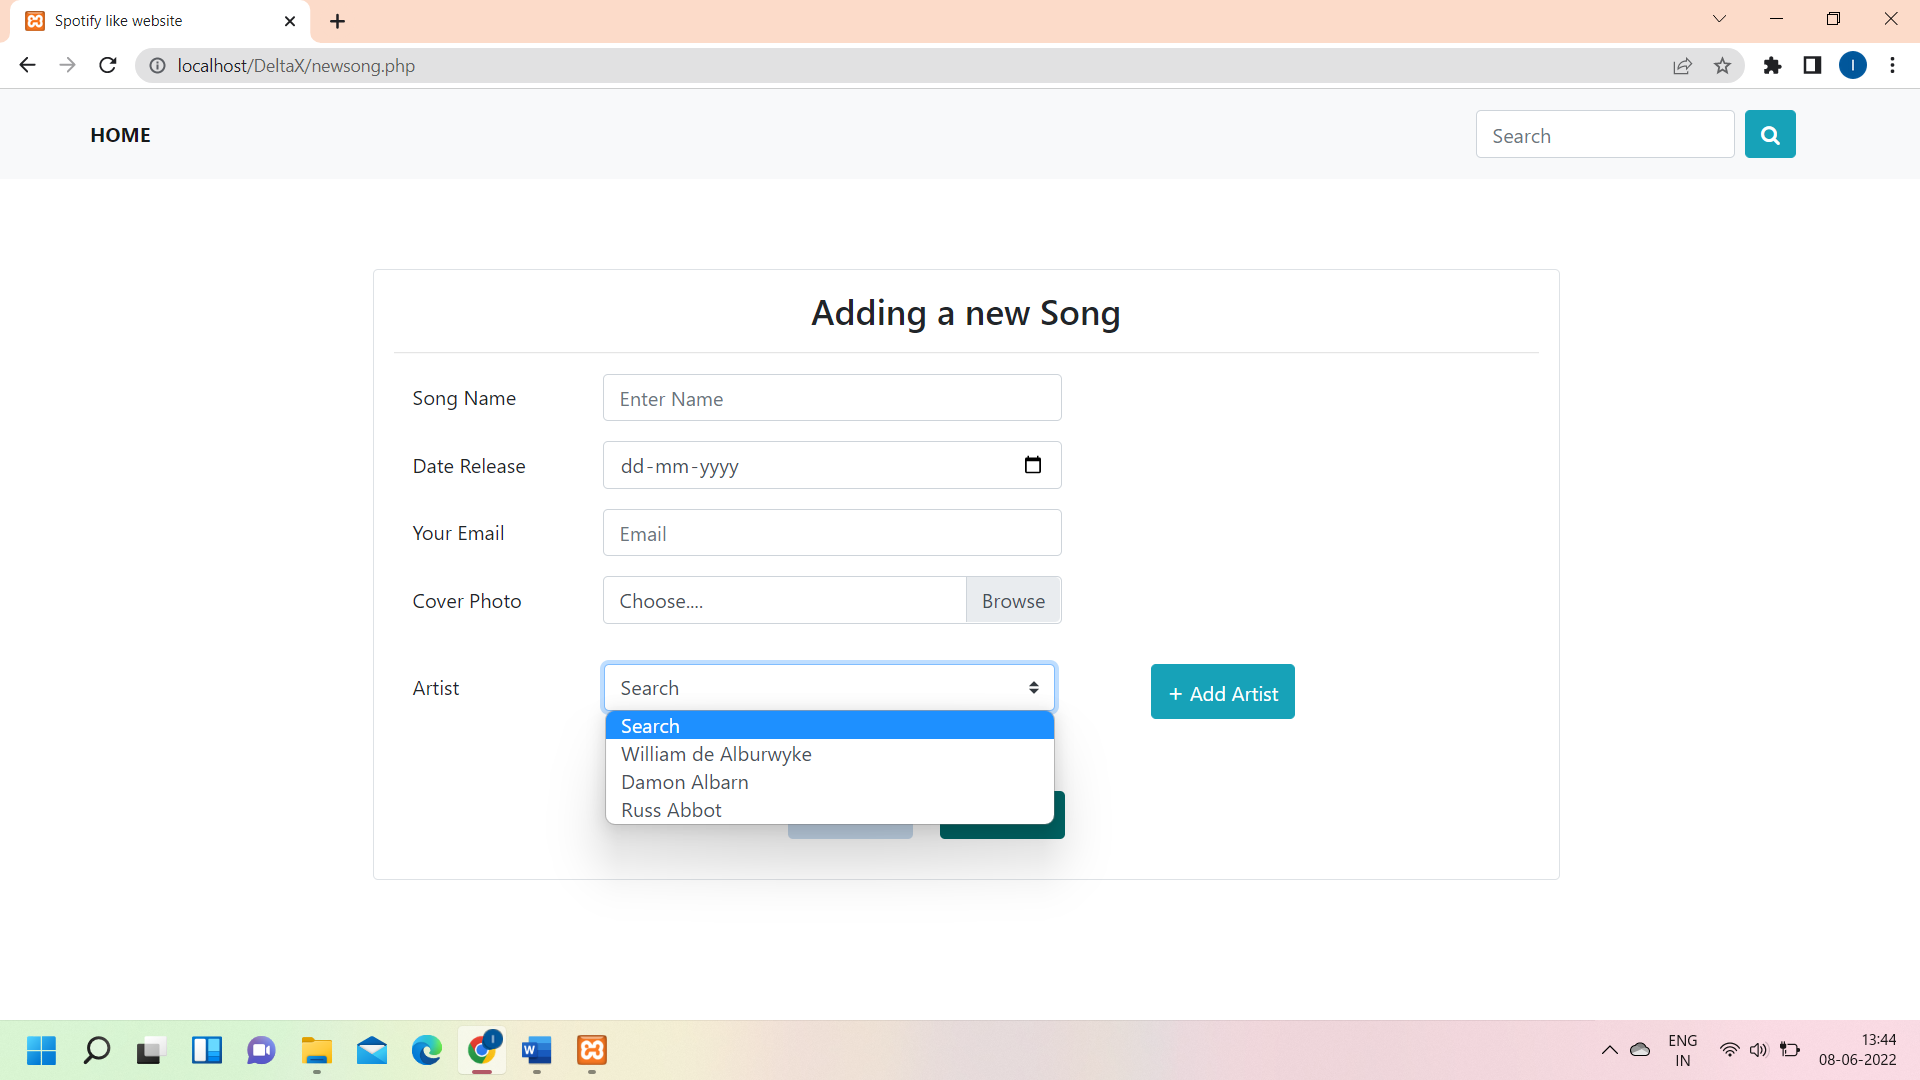 Spotify like website
localhost/DeltaX/newsong.php
I
HOME
Search
Adding a new Song
Song Name
Enter Name
Date Release
dd-mm-yyyy
Your Email
Email
Cover Photo
Choose....
Browse
Artist
Search
+ Add Artist
Search
William de Alburwyke
Damon Albarn
Russ Abbot
I
W
ENG
IN
13:44
08-06-2022